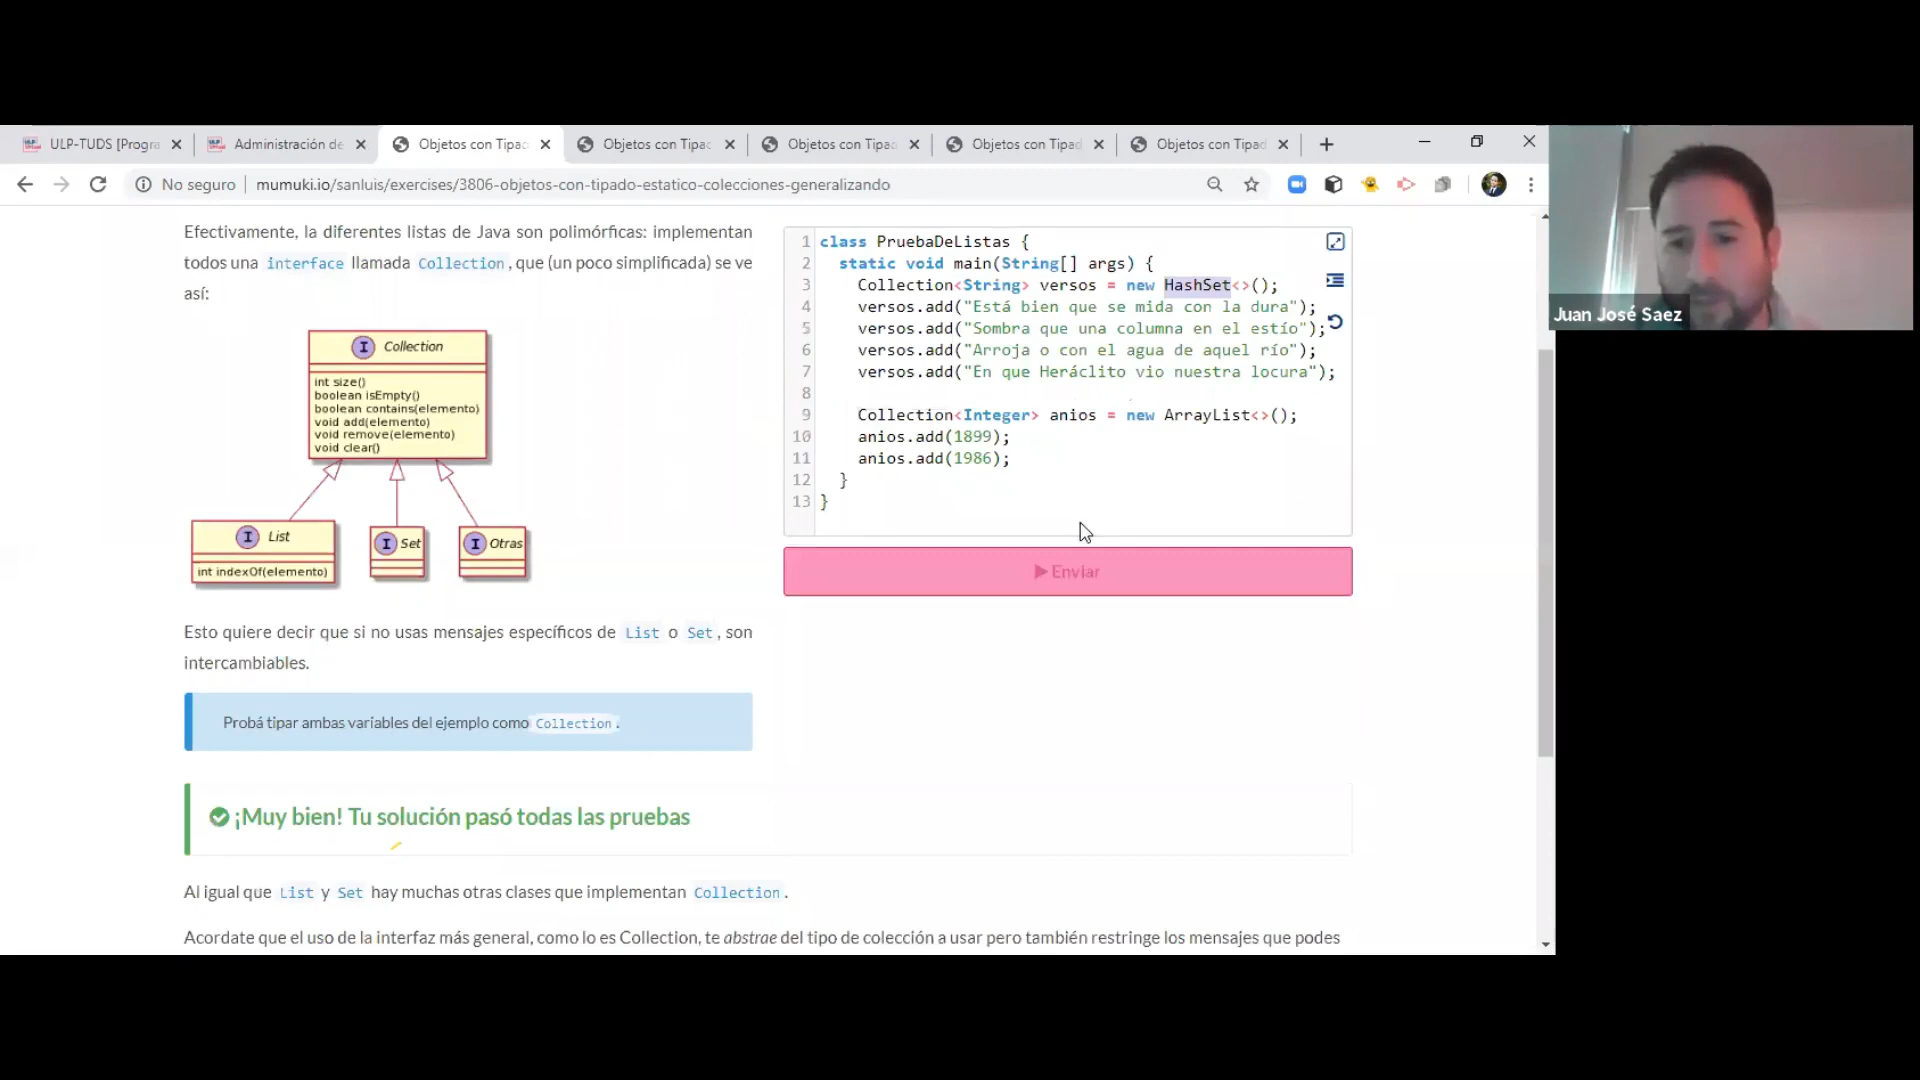 ULP-TUDS [Progra
Administración de
Objetos con Tipac
Objetos con Tipac
Objetos con Tipac
Objetos con Tipad
Objetos con Tipad
No seguro
mumuki.io/sanluis/exercises/3806-objetos-con-tipado-estatico-colecciones-generalizando
Juan José Saez
Efectivamente, la diferentes listas de Java son polimórficas: implementan
todos una interface llamada Collection, que (un poco simplificada) se ve
así:
I Collection
int size()
boolean isEmpty()
boolean contains(elemento)
void add(elemento)
void remove(elemento)
void clear()
I List
int indexOf(elemento)
I Set
I Otras
Esto quiere decir que si no usas mensajes específicos de List o Set, son
intercambiables.
Probá tipar ambas variables del ejemplo como Collection.
1 class PruebaDeListas {
2 static void main(String[] args) {
3 Collection<String> versos = new HashSet<>();
4 versos.add("Está bien que se mida con la dura");
5 versos.add("Sombra que una columna en el estío");
6 versos.add("Arroja o con el agua de aquel río");
7 versos.add("En que Heráclito vio nuestra locura");
8
9 Collection<Integer> anios = new ArrayList<>();
10 anios.add(1899);
11 anios.add(1986);
12 }
13 }
Enviar
¡Muy bien! Tu solución pasó todas las pruebas
Al igual que List y Set hay muchas otras clases que implementan Collection.
Acordate que el uso de la interfaz más general, como lo es Collection, te abstrae del tipo de colección a usar pero también restringe los mensajes que podes